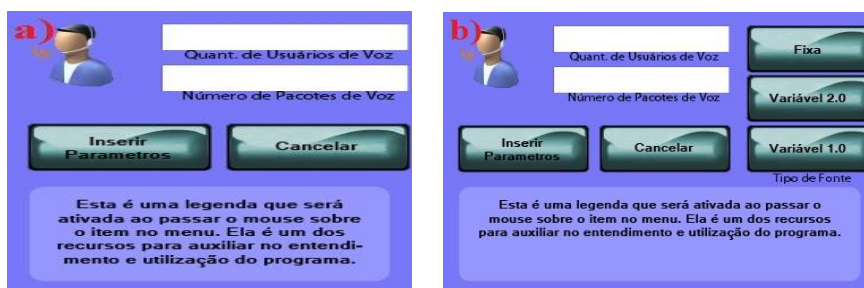 a)
Quant. de Usuários de Voz
Número de Pacotes de Voz
Inserir
Parametros
Cancelar
Esta é uma legenda que será
ativada ao passar o mouse sobre
o item no menu. Ela é um dos
recursos para auxiliar no entendi-
mento e utilização do programa.
b)
Quant. de Usuários de Voz
Número de Pacotes de Voz
Fixa
Variável 2.0
Inserir
Parametros
Cancelar
Variável 1.0
Tipo de Fonte
Esta é uma legenda que será ativada ao passar o
mouse sobre o item no menu. Ela é um dos recursos
para auxiliar no entendimento e utilização do programa.